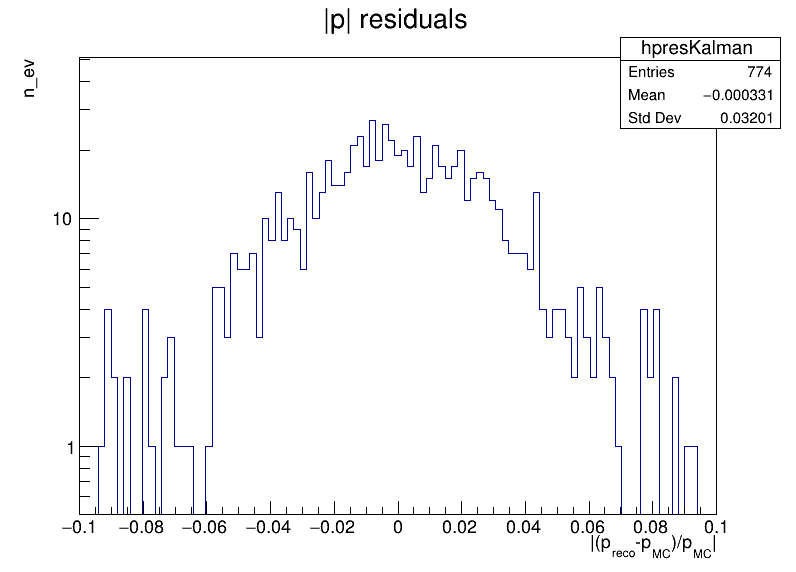 |p| residuals
hpresKalman
Entries 774
Mean −0.000331
Std Dev 0.03201
n_ev
10
1
−0.1 −0.08 −0.06 −0.04 −0.02 0 0.02 0.04 0.06 0.08 0.1
|(p_reco-p_MC)/p_MC|